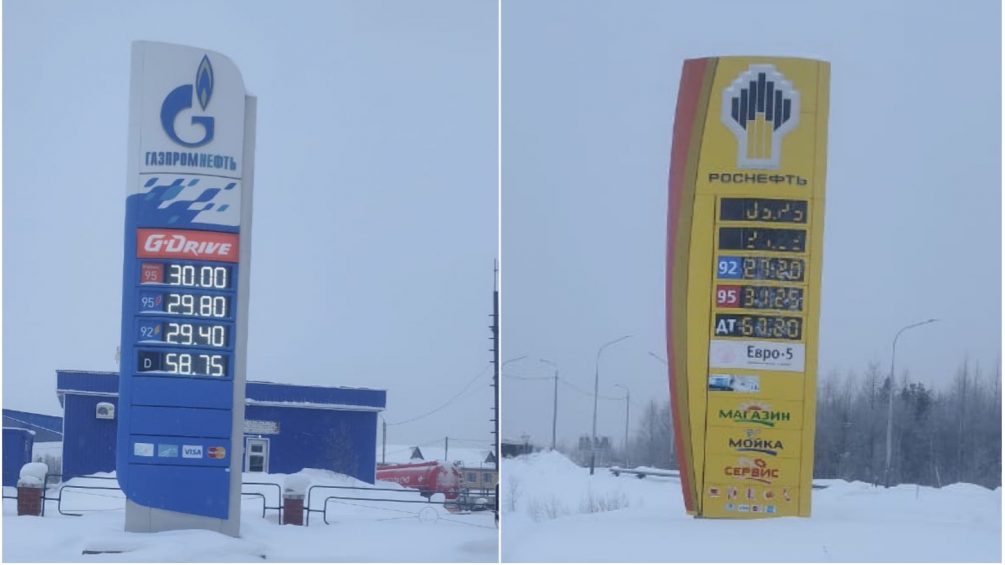 ГАЗПРОМНЕФТЬ
G-DRIVE
95 30.00
95 29.80
92 29.40
D 58.75
VISA
РОСНЕФТЬ
92
95
ДТ
Евро-5
МАГАЗИН
МОЙКА
СЕРВИС